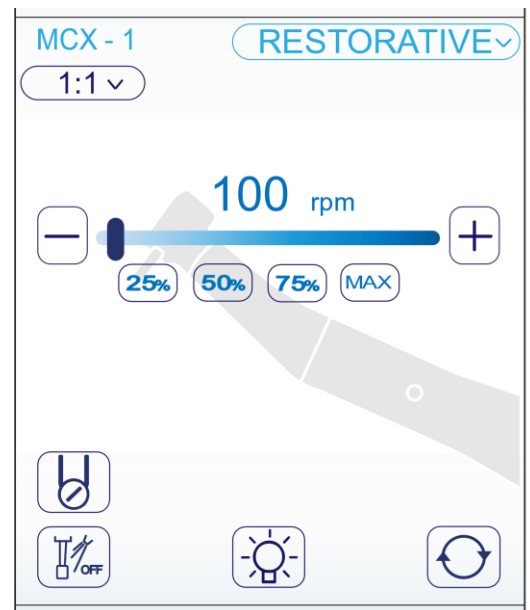 MCX - 1
RESTORATIVE
1:1
100 rpm
25% 50% 75% MAX
OFF